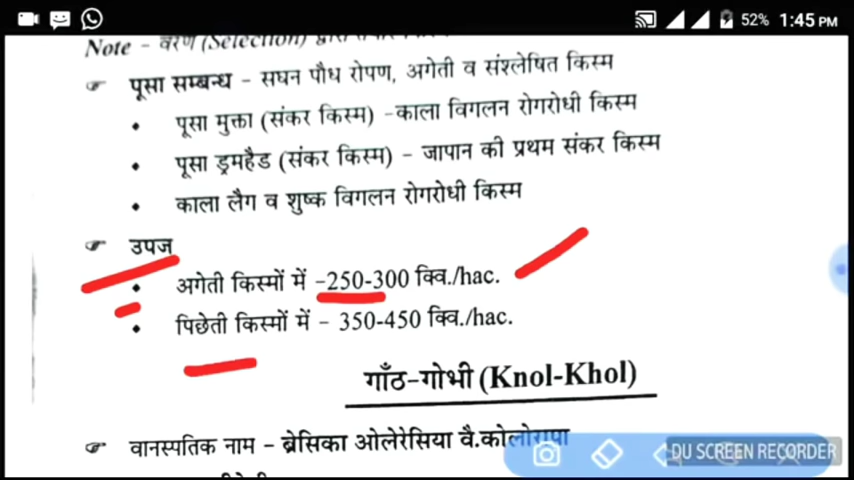 52% 1:45 PM
Note - वरण (Selection) द्वारा
पूसा सम्बन्ध - सघन पौध रोपण, अगेती व संश्लेषित किस्म
• पूसा मुक्ता (संकर किस्म) -काला विगलन रोगरोधी किस्म
• पूसा ड्रमहैड (संकर किस्म) - जापान की प्रथम संकर किस्म
• काला लैग व शुष्क विगलन रोगरोधी किस्म
उपज
• अगेती किस्मों में -250-300 क्विं./hac.
• पिछेती किस्मों में - 350-450 क्विं./hac.
गाँठ-गोभी (Knol-Khol)
वानस्पतिक नाम - ब्रेसिका ओलेरेसिया वै.कोलोरापा
DU SCREEN RECORDER